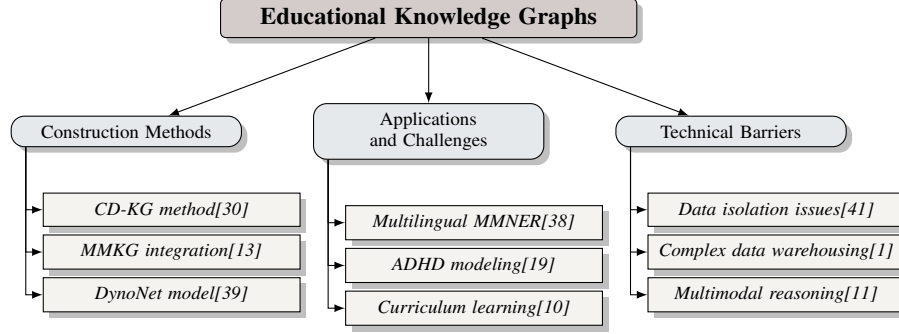 Educational Knowledge Graphs
Construction Methods
CD-KG method[30]
MMKG integration[13]
DynoNet model[39]
Applications
and Challenges
Multilingual MMNER[38]
ADHD modeling[19]
Curriculum learning[10]
Technical Barriers
Data isolation issues[41]
Complex data warehousing[1]
Multimodal reasoning[11]